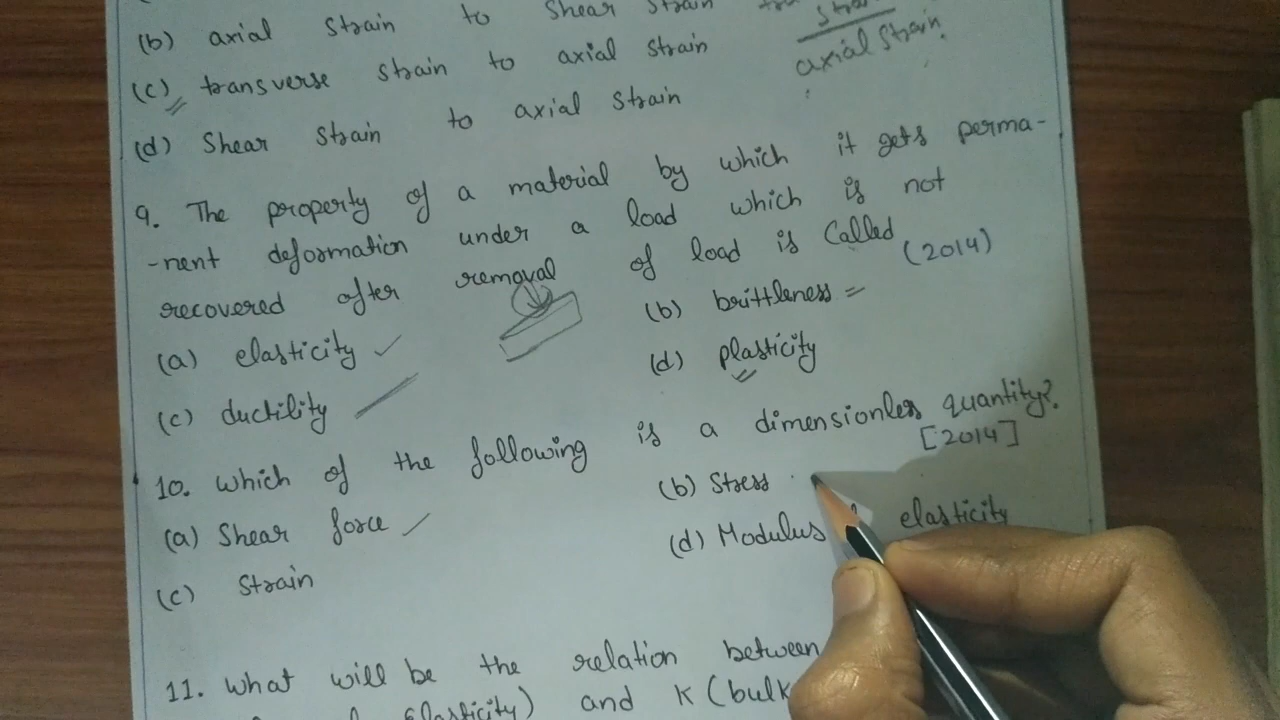 (b) axial strain to shear strain
axial strain.
(c) transverse strain to axial strain
(d) Shear strain to axial strain
9. The property of a material by which it gets perma-
-nent deformation under a load which is not
recovered after removal of load is called
(2014)
(a) elasticity (b) brittleness
(c) ductility (d) plasticity
10. which of the following is a dimensionless quantity?
[2014]
(a) Shear force (b) Stress
(c) Strain (d) Modulus elasticity
11. what will be the relation between
elasticity) and K (bulk